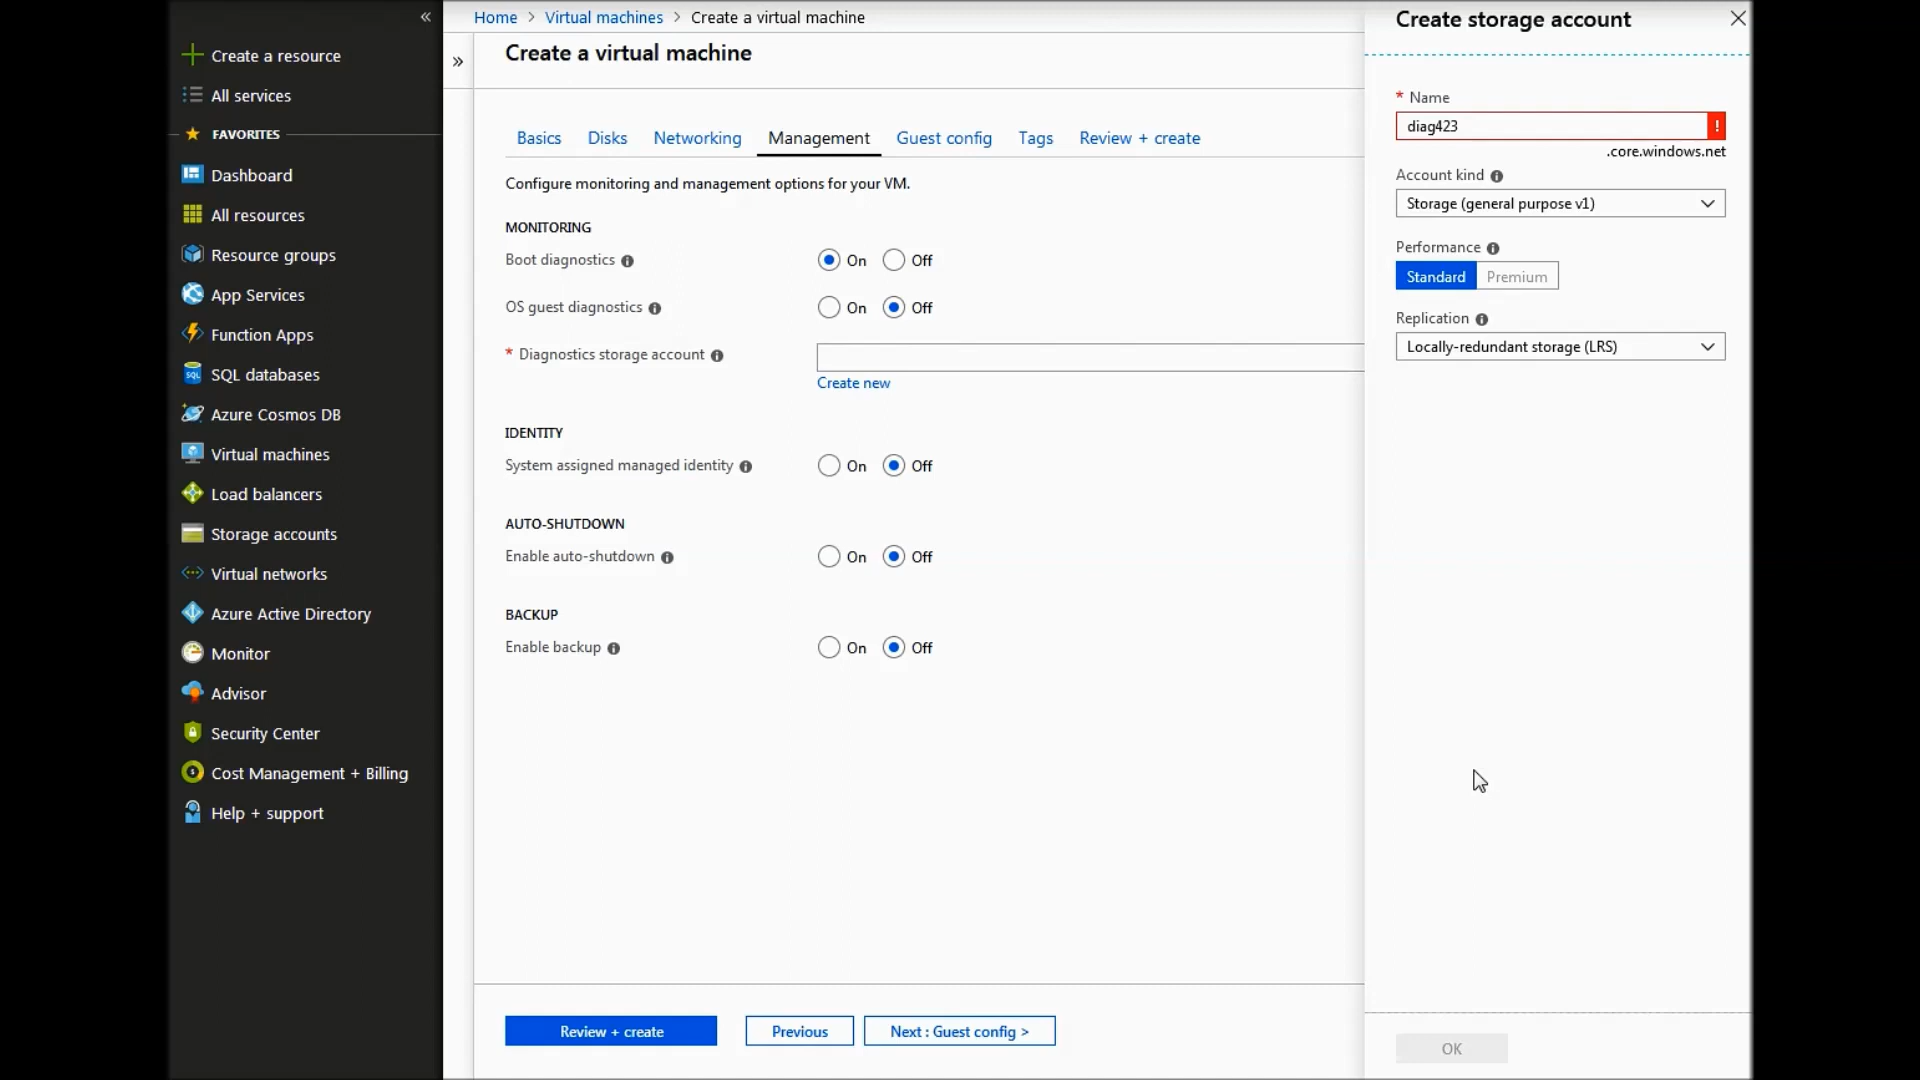 «
Create a resource
All services
FAVORITES
Dashboard
All resources
Resource groups
App Services
Function Apps
SQL databases
Azure Cosmos DB
Virtual machines
Load balancers
Storage accounts
Virtual networks
Azure Active Directory
Monitor
Advisor
Security Center
Cost Management + Billing
Help + support
Home > Virtual machines > Create a virtual machine
»
Create a virtual machine
Basics Disks Networking Management Guest config Tags Review + create
Configure monitoring and management options for your VM.
MONITORING
Boot diagnostics On Off
OS guest diagnostics On Off
* Diagnostics storage account
Create new
IDENTITY
System assigned managed identity On Off
AUTO-SHUTDOWN
Enable auto-shutdown On Off
BACKUP
Enable backup On Off
Review + create Previous Next : Guest config >
Create storage account
* Name
diag423 !
.core.windows.net
Account kind
Storage (general purpose v1)
Performance
Standard Premium
Replication
Locally-redundant storage (LRS)
OK